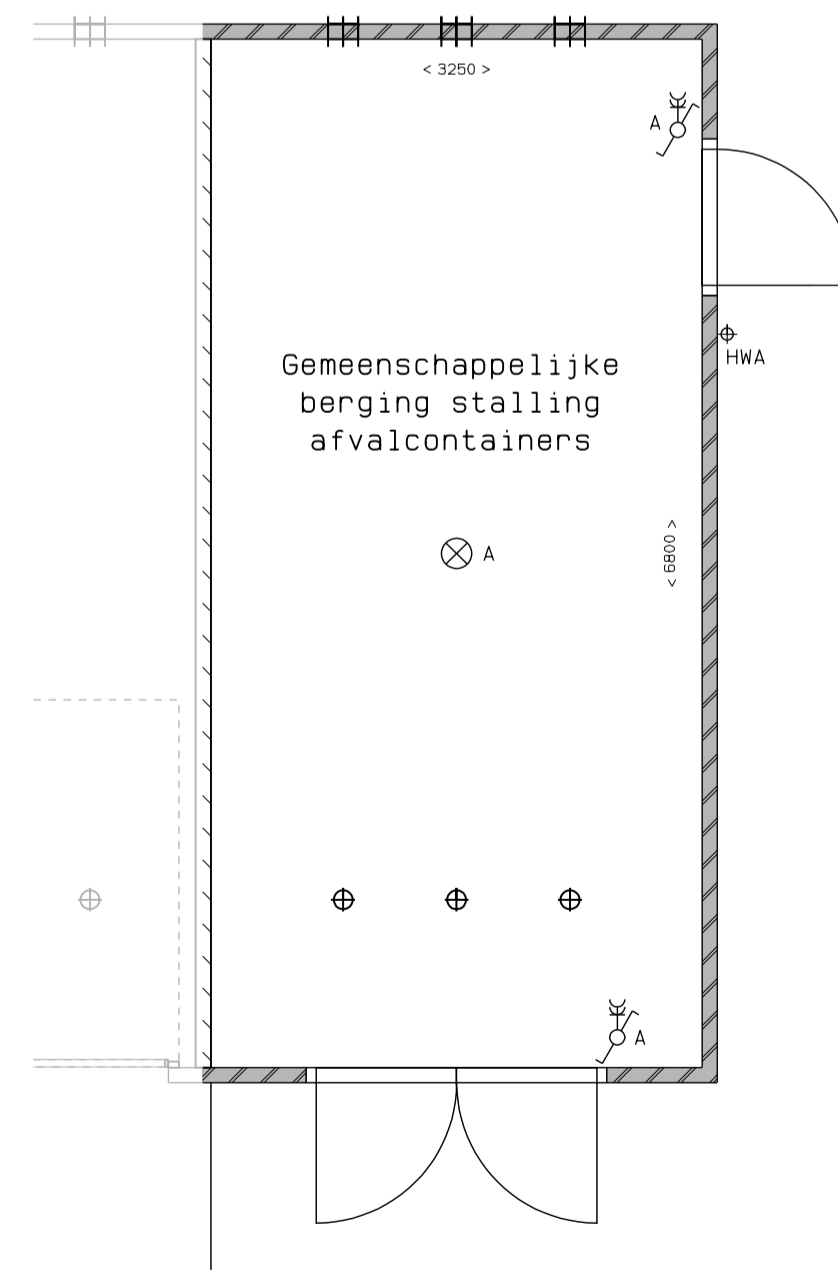 < 3250 >
A
HWA
Gemeenschappelijke
berging stalling
afvalcontainers
A
< 6800 >
A